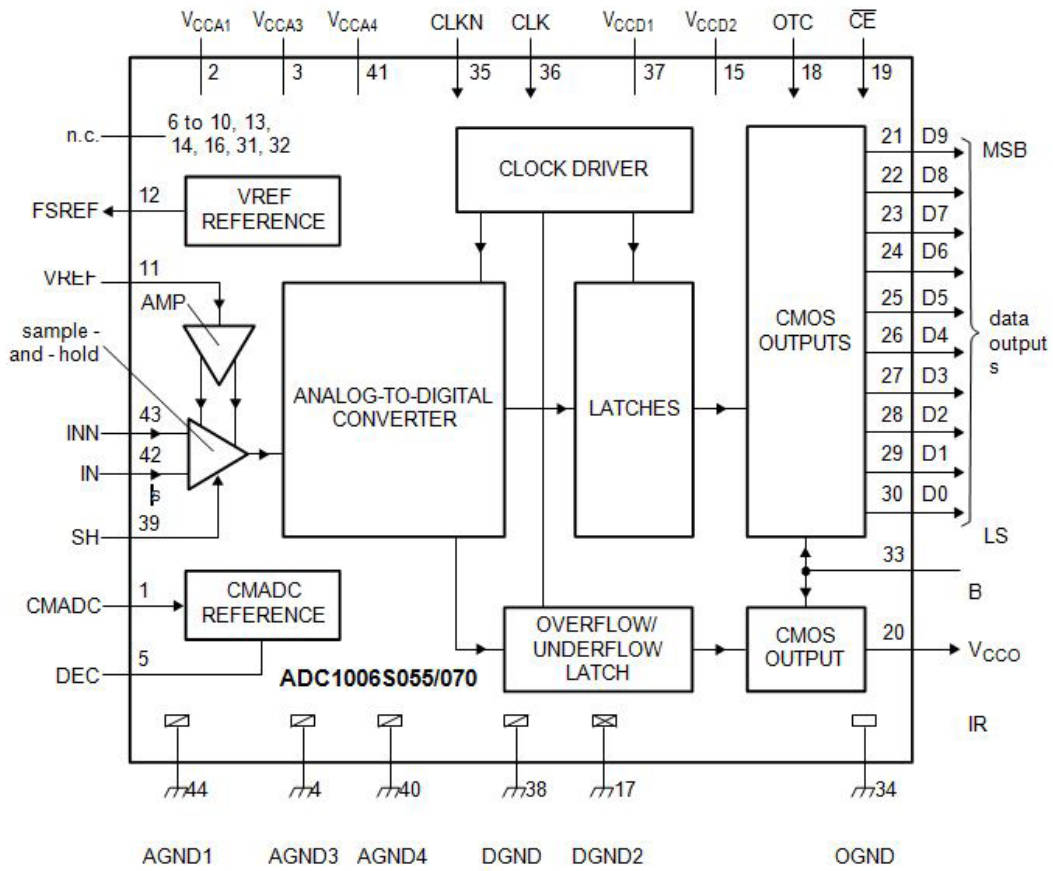 VCCA1 VCCA3 VCCA4 CLKN CLK VCCD1 VCCD2 OTC CE
2 3 41 35 36 37 15 18 19
n.c.
6 to 10, 13,
14, 16, 31, 32
CLOCK DRIVER
21 D9 MSB
22 D8
23 D7
24 D6
25 D5
26 D4
27 D3
28 D2
29 D1
30 D0
data
output
s
LS
B
FSREF 12
VREF
REFERENCE
VREF 11
AMP
sample -
and - hold
INN 43
IN 42
s
SH 39
ANALOG-TO-DIGITAL
CONVERTER
LATCHES
CMOS
OUTPUTS
33
CMADC 1
CMADC
REFERENCE
DEC 5
OVERFLOW/
UNDERFLOW
LATCH
CMOS
OUTPUT
20
VCCO
ADC1006S055/070
IR
44 4 40 38 17 34
AGND1 AGND3 AGND4 DGND DGND2 OGND